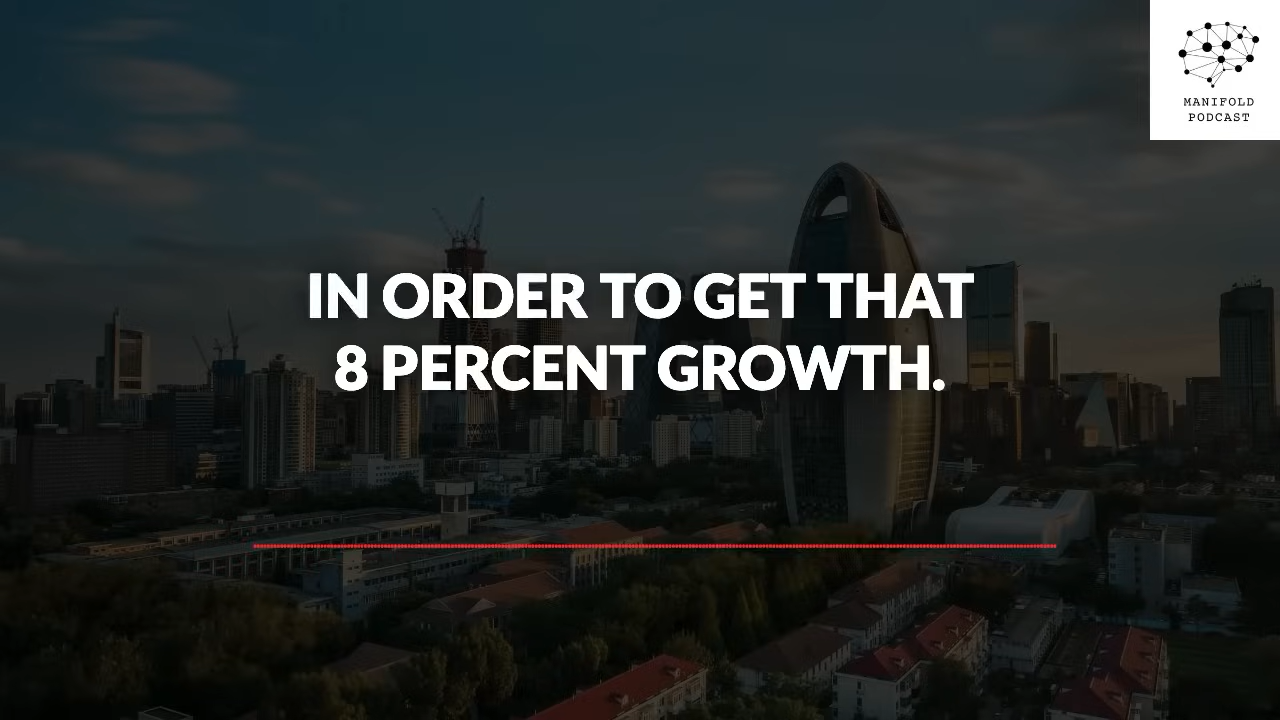 MANIFOLD
PODCAST
IN ORDER TO GET THAT
8 PERCENT GROWTH.